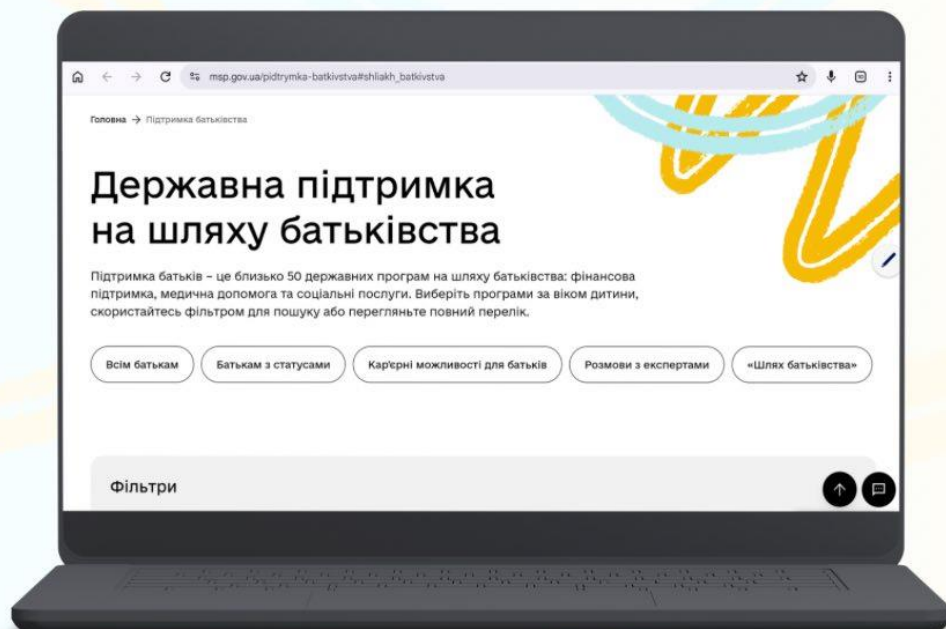 msp.gov.ua/pidtrymka-batkivstva#shliakh_batkivstva
Головна → Підтримка батьківства
Державна підтримка
на шляху батьківства
Підтримка батьків – це близько 50 державних програм на шляху батьківства: фінансова
підтримка, медична допомога та соціальні послуги. Виберіть програми за віком дитини,
скористайтесь фільтром для пошуку або перегляньте повний перелік.
Всім батькам
Батькам з статусами
Кар'єрні можливості для батьків
Розмови з експертами
«Шлях батьківства»
Фільтри